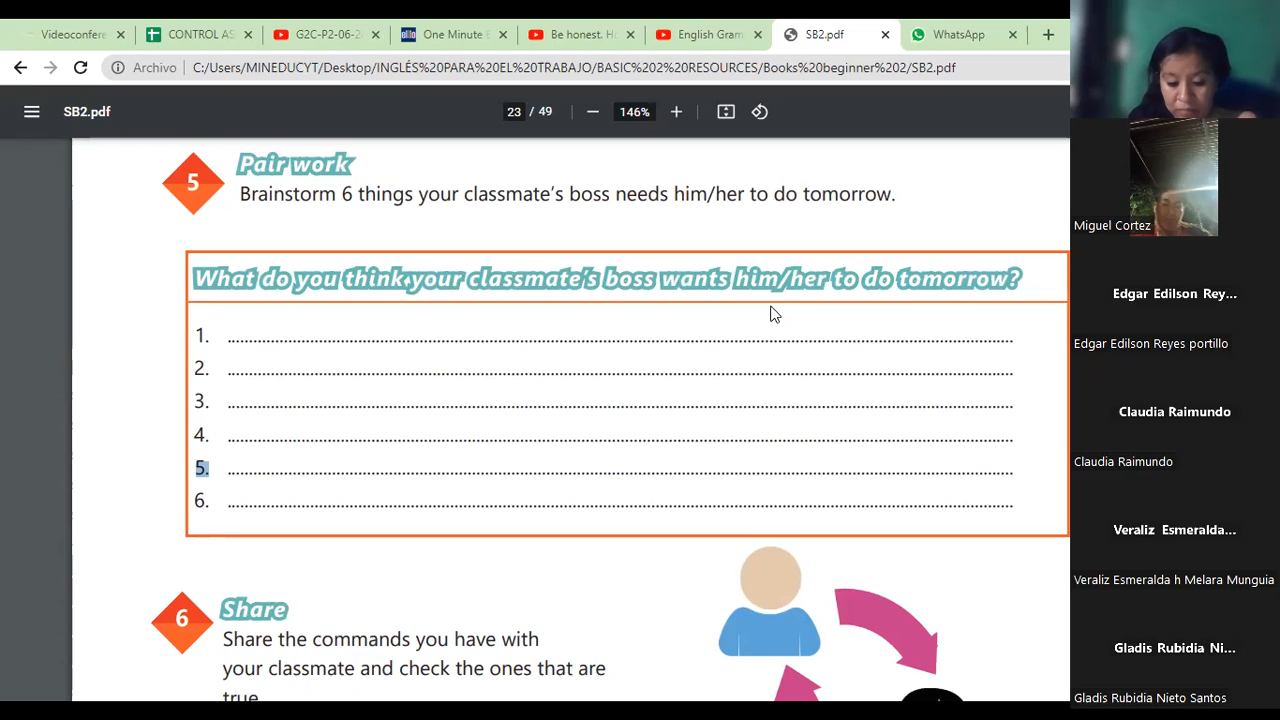 Videoconfere
CONTROL AS
G2C-P2-06-2
One Minute E
Be honest. Ho
English Gram
SB2.pdf
WhatsApp
Archivo
C:/Users/MINEDUCYT/Desktop/INGLÉS%20PARA%20EL%20TRABAJO/BASIC%202%20RESOURCES/Books%20beginner%202/SB2.pdf
SB2.pdf
23 / 49
146%
5
Pair work
Brainstorm 6 things your classmate's boss needs him/her to do tomorrow.
What do you think your classmate's boss wants him/her to do tomorrow?
1. ....................
2. ....................
3. ....................
4. ....................
5. ....................
6. ....................
6
Share
Share the commands you have with
your classmate and check the ones that are
true
Miguel Cortez
Edgar Edilson Rey...
Edgar Edilson Reyes portillo
Claudia Raimundo
Claudia Raimundo
Veraliz Esmeralda...
Veraliz Esmeralda h Melara Munguia
Gladis Rubidia Ni...
Gladis Rubidia Nieto Santos